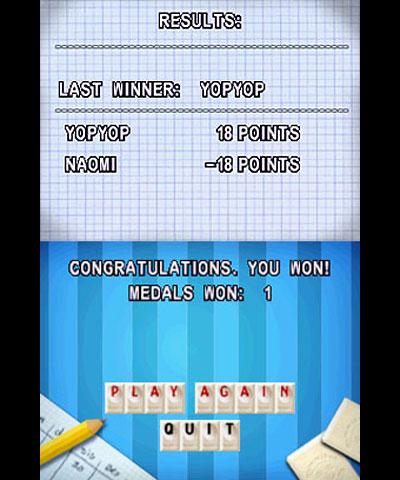 RESULTS:
LAST WINNER: YOPYOP
YOPYOP 18 POINTS
NAOMI -18 POINTS
CONGRATULATIONS. YOU WON!
MEDALS WON: 1
PLAY AGAIN
QUIT